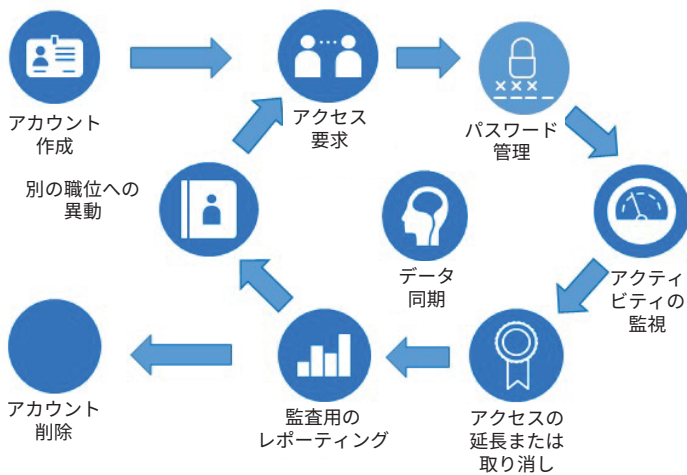 アカウント
作成
アクセス
要求
パスワード
管理
別の職位への
異動
データ
同期
アクティ
ビティの
監視
アカウント
削除
監査用の
レポーティング
アクセスの
延長または
取り消し